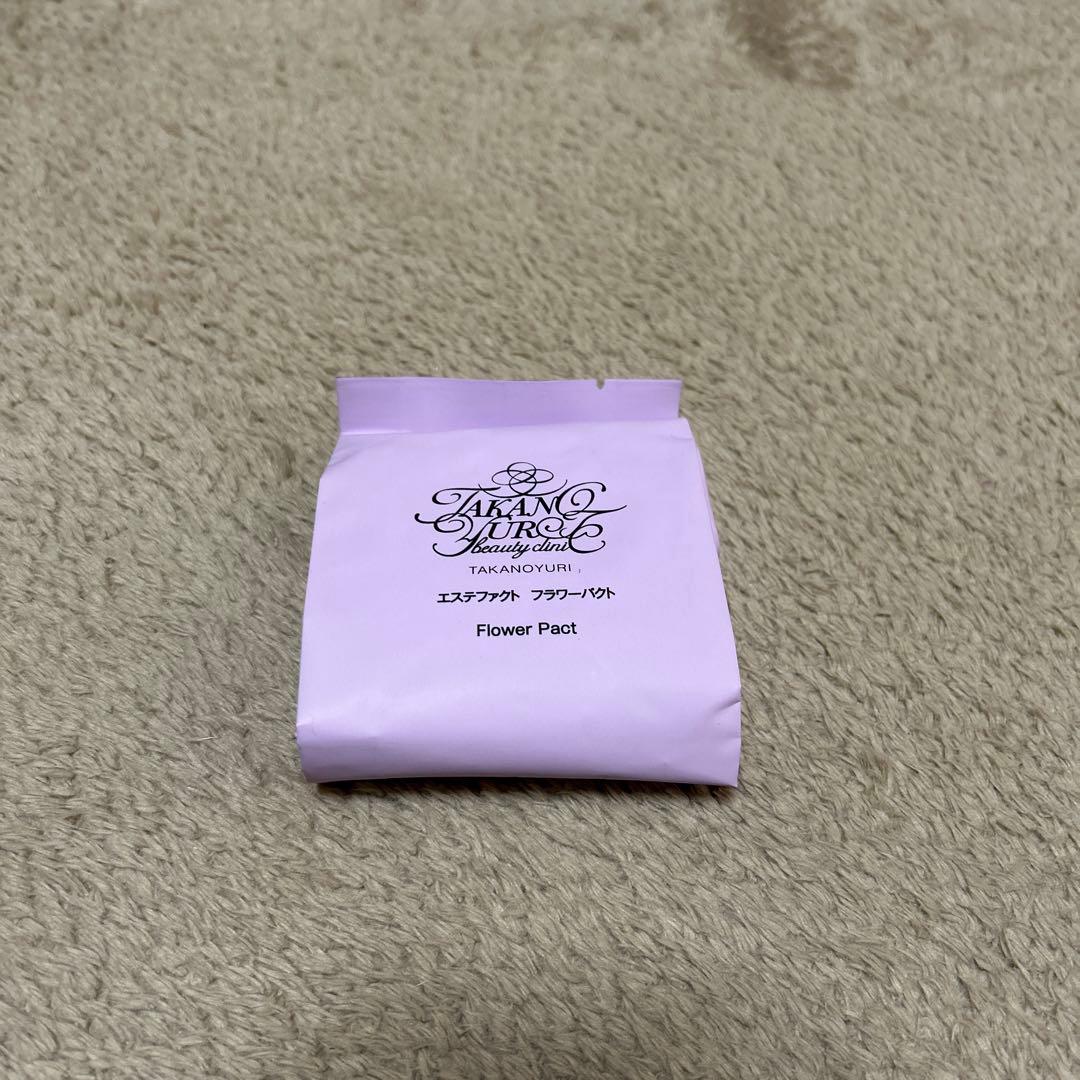 TAKANO
YURI
beauty clinic
TAKANOYURI
エステファクト フラワーパクト
Flower Pact